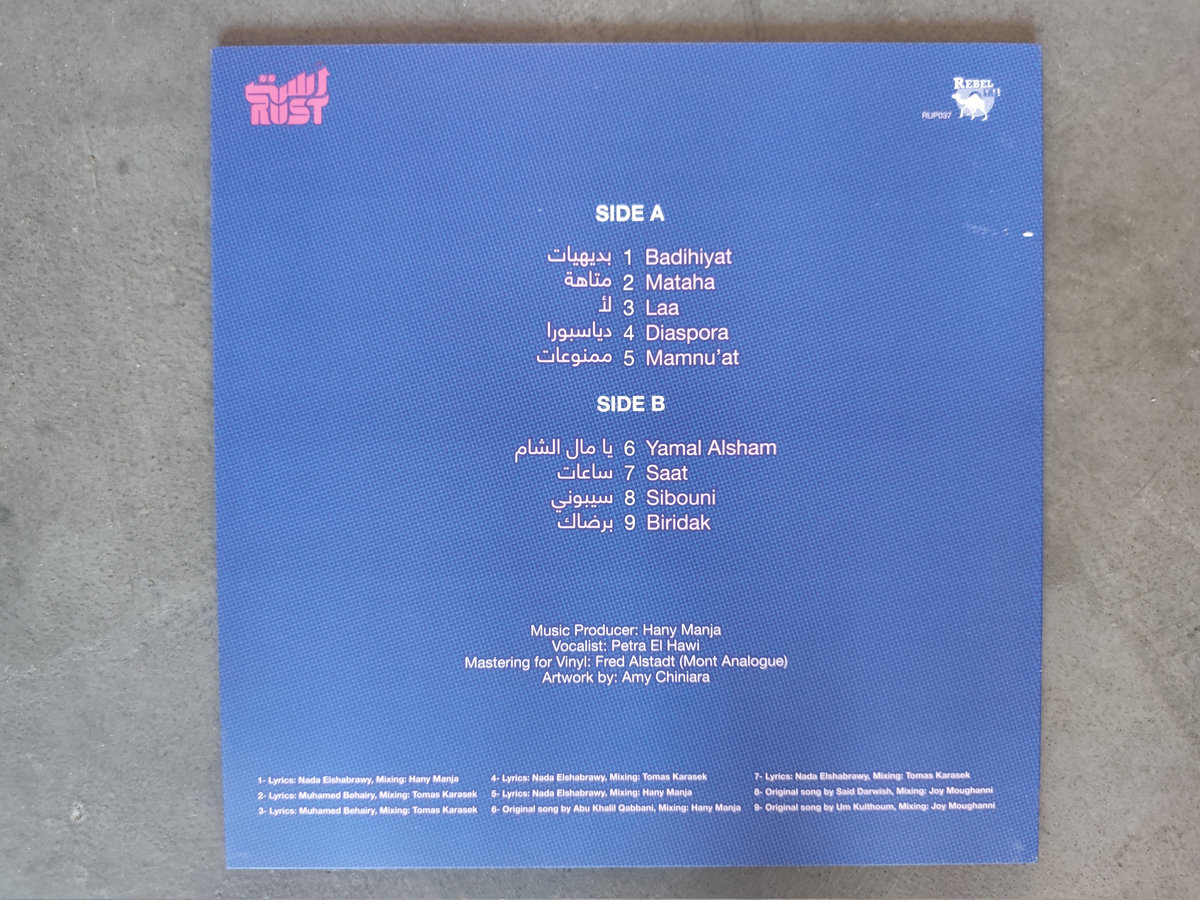 رست
RUST
REBEL UP!
RUP037
SIDE A
بديهيات 1 Badihiyat
متاهة 2 Mataha
لأ 3 Laa
دياسبورا 4 Diaspora
ممنوعات 5 Mamnu’at
SIDE B
يا مال الشام 6 Yamal Alsham
ساعات 7 Saat
سيبوني 8 Sibouni
برضاك 9 Biridak
Music Producer: Hany Manja
Vocalist: Petra El Hawi
Mastering for Vinyl: Fred Alstadt (Mont Analogue)
Artwork by: Amy Chiniara
1- Lyrics: Nada Elshabrawy, Mixing: Hany Manja
2- Lyrics: Muhamed Behairy, Mixing: Tomas Karasek
3- Lyrics: Muhamed Behairy, Mixing: Tomas Karasek
4- Lyrics: Nada Elshabrawy, Mixing: Tomas Karasek
5- Lyrics: Nada Elshabrawy, Mixing: Hany Manja
6- Original song by Abu Khalil Qabbani, Mixing: Hany Manja
7- Lyrics: Nada Elshabrawy, Mixing: Tomas Karasek
8- Original song by Said Darwish, Mixing: Joy Moughanni
9- Original song by Um Kulthoum, Mixing: Joy Moughanni